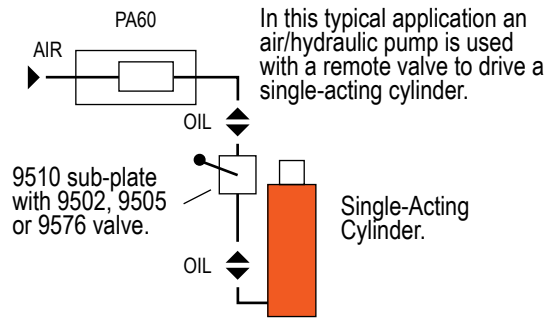 PA60
In this typical application an
air/hydraulic pump is used
with a remote valve to drive a
single-acting cylinder.
AIR
OIL
9510 sub-plate
with 9502, 9505
or 9576 valve.
Single-Acting
Cylinder.
OIL